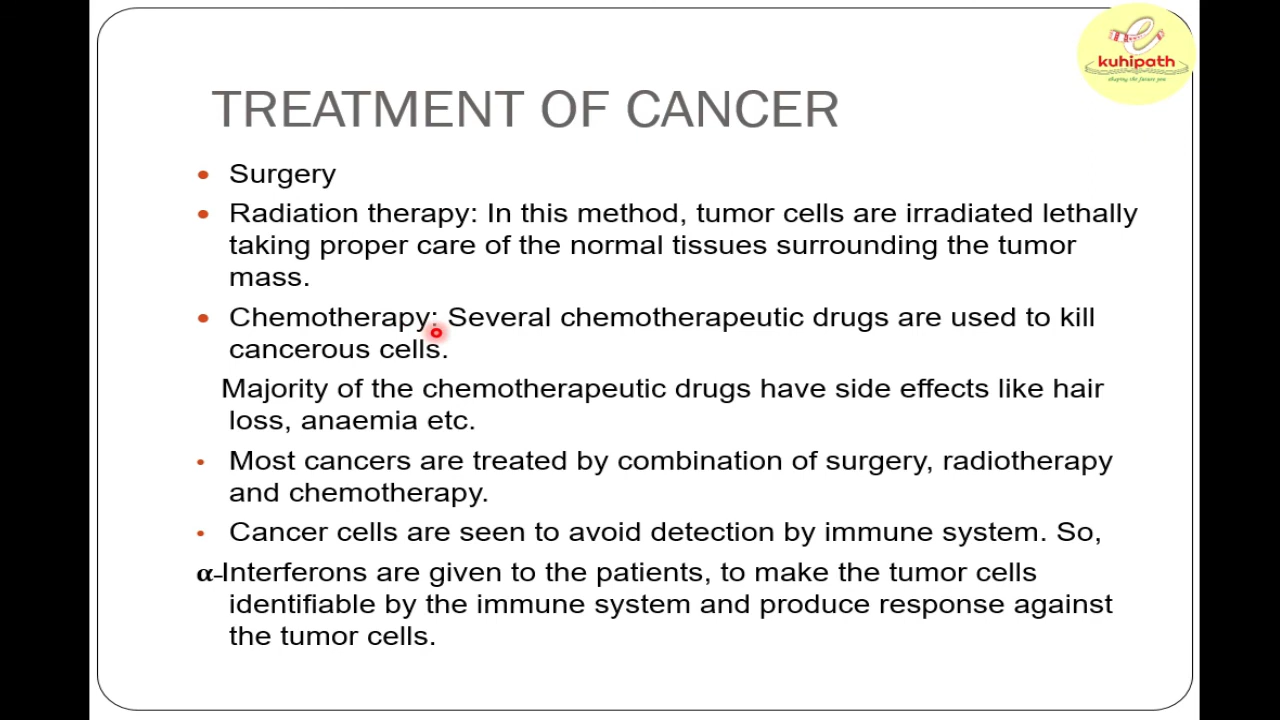 kuhipath
shaping the future you
TREATMENT OF CANCER
• Surgery
• Radiation therapy: In this method, tumor cells are irradiated lethally
taking proper care of the normal tissues surrounding the tumor
mass.
• Chemotherapy: Several chemotherapeutic drugs are used to kill
cancerous cells.
Majority of the chemotherapeutic drugs have side effects like hair
loss, anaemia etc.
• Most cancers are treated by combination of surgery, radiotherapy
and chemotherapy.
• Cancer cells are seen to avoid detection by immune system. So,
α-Interferons are given to the patients, to make the tumor cells
identifiable by the immune system and produce response against
the tumor cells.